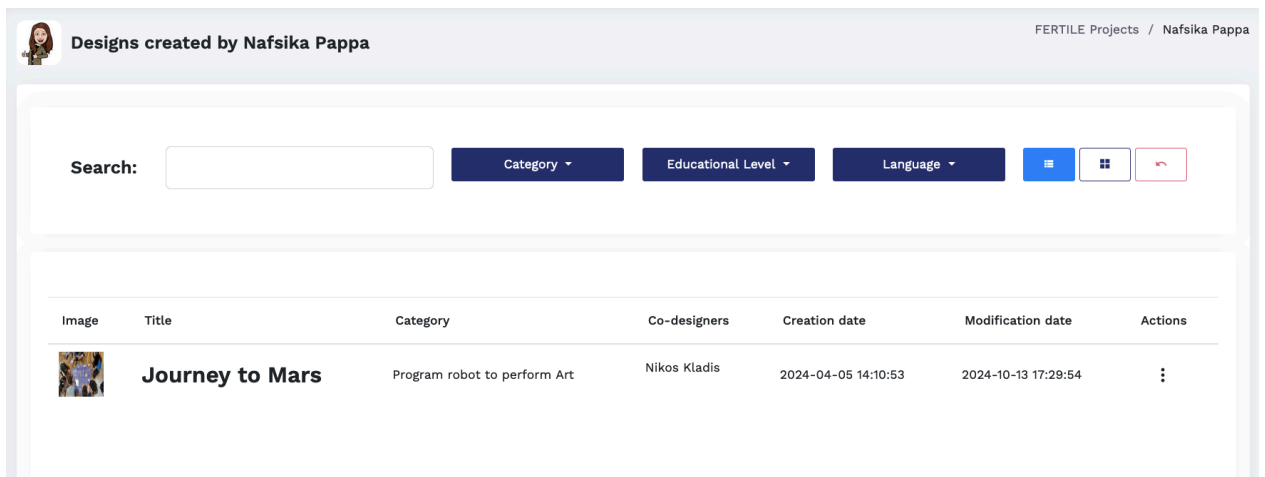 Designs created by Nafsika Pappa
FERTILE Projects / Nafsika Pappa
Search:
Category
Educational Level
Language
Image Title Category Co-designers Creation date Modification date Actions
Journey to Mars Program robot to perform Art Nikos Kladis 2024-04-05 14:10:53 2024-10-13 17:29:54